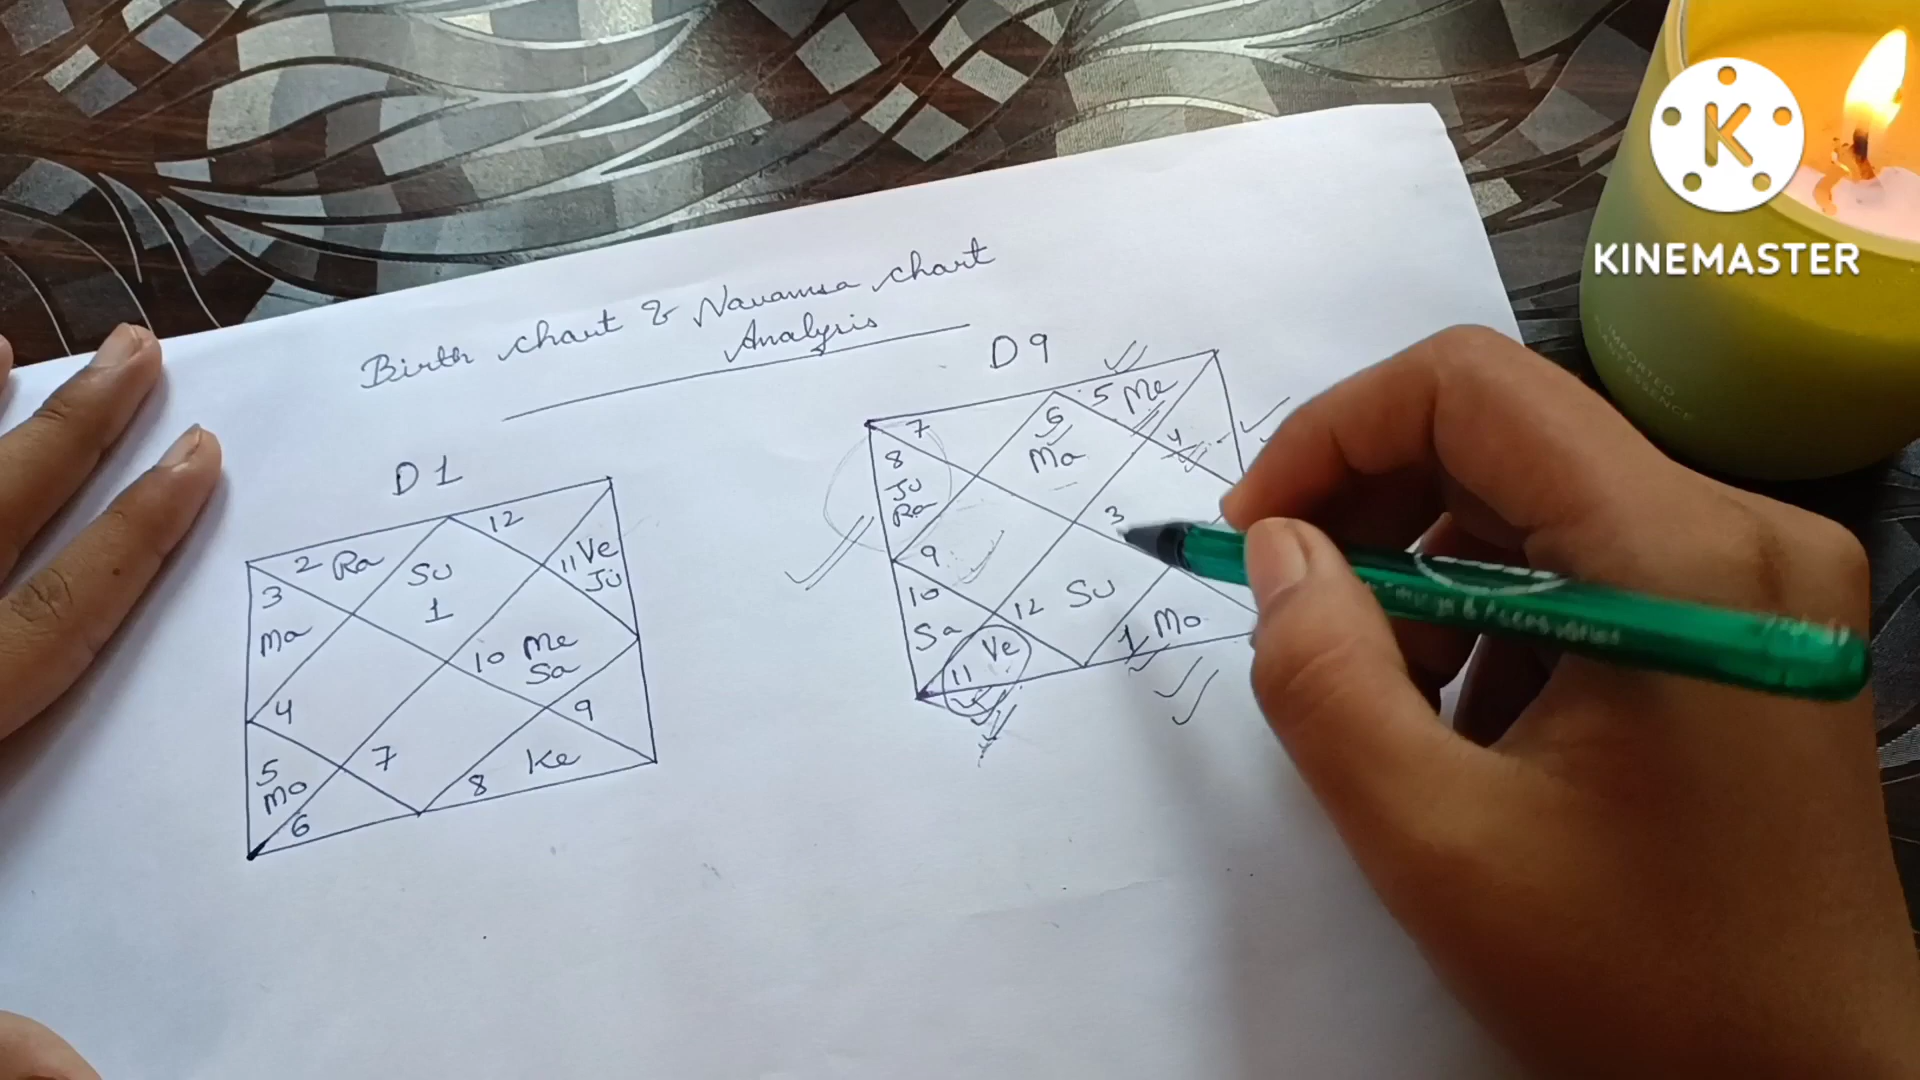 KINEMASTER
IMPORTED
ESSENCE
Birth chart & Navamsa chart
Analysis
D1
2 Ra
12
3
Ma
Su
1
11 Ve
Ju
10 Me
Sa
4
9
5
Mo
7
6
8 Ke
D9
7
6
Ma
5 Me
4
8
Ju
Ra
9
3
10
Sa
12 Su
11 Ve
1 Mo